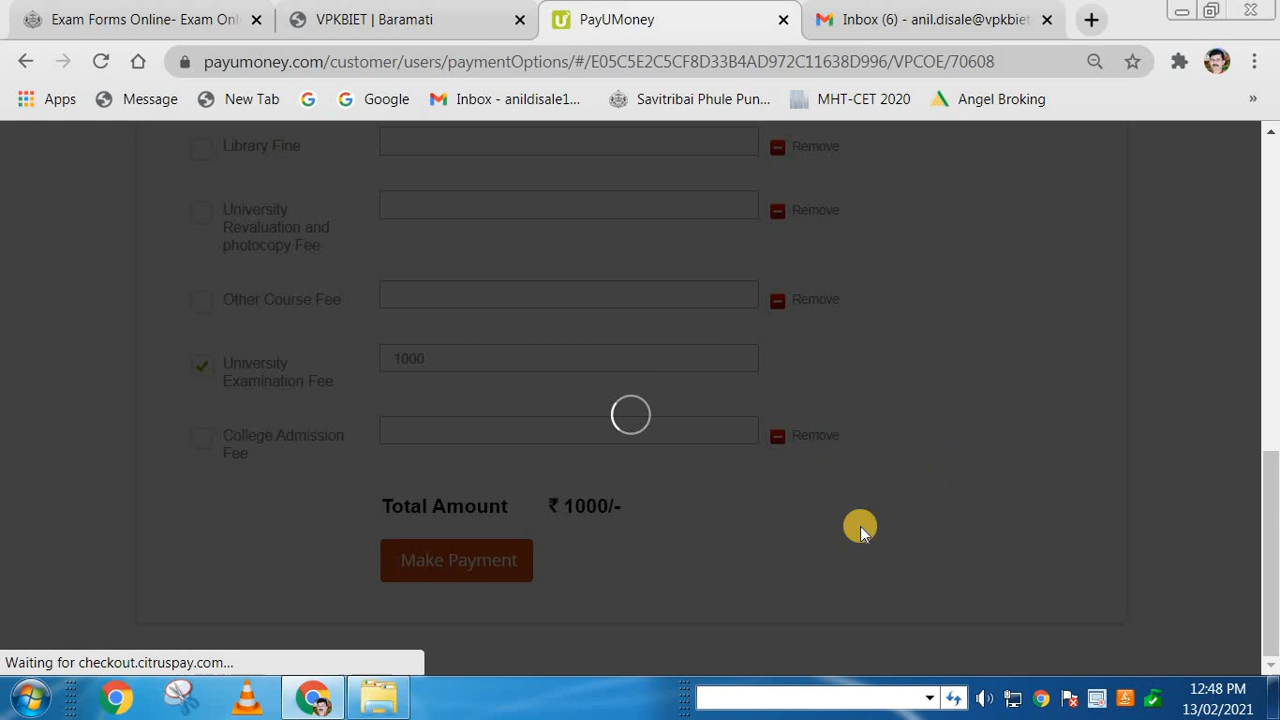 Exam Forms Online- Exam Onl
VPKBIET | Baramati
PayUMoney
Inbox (6) - anil.disale@vpkbiet
payumoney.com/customer/users/paymentOptions/#/E05C5E2C5CF8D33B4AD972C11638D996/VPCOE/70608
Apps
Message
New Tab
Google
Inbox - anildisale1...
Savitribai Phule Pun...
MHT-CET 2020
Angel Broking
»
Library Fine
Remove
University
Revaluation and
photocopy Fee
Remove
Other Course Fee
Remove
University
Examination Fee
1000
College Admission
Fee
Remove
Total Amount ₹ 1000/-
Make Payment
Waiting for checkout.citruspay.com...
12:48 PM
13/02/2021